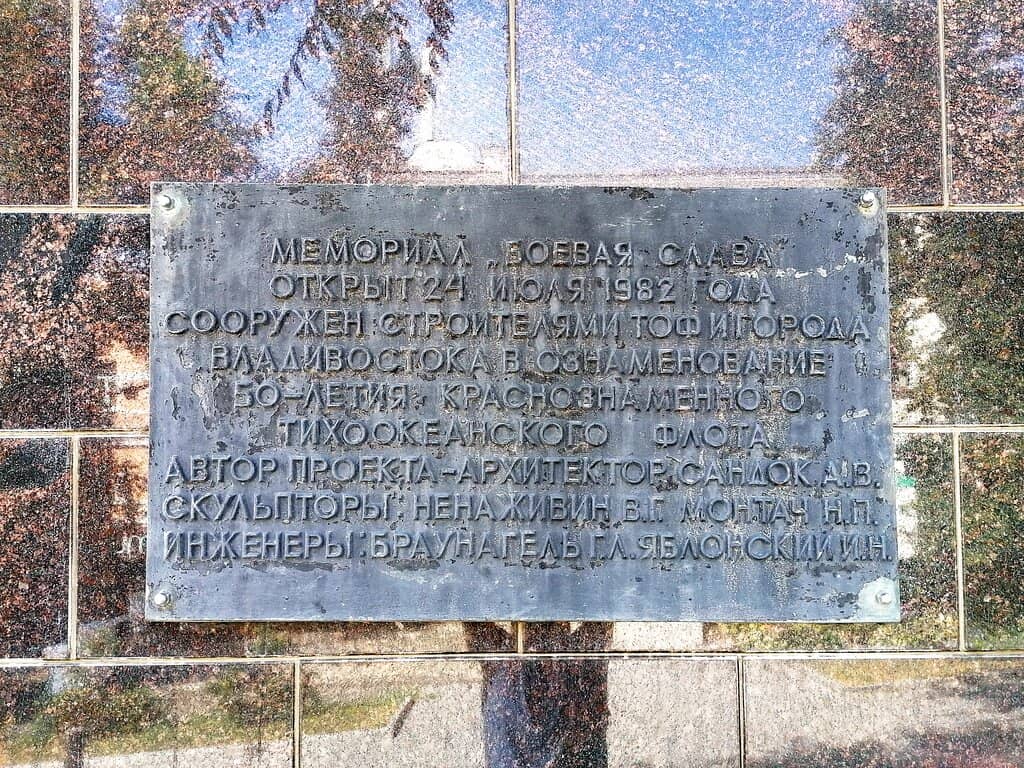 МЕМОРИАЛ „БОЕВАЯ СЛАВА"
ОТКРЫТ 24 ИЮЛЯ 1982 ГОДА
СООРУЖЕН СТРОИТЕЛЯМИ ТОФ И ГОРОДА
ВЛАДИВОСТОКА В ОЗНАМЕНОВАНИЕ
50-ЛЕТИЯ КРАСНОЗНАМЕННОГО
ТИХООКЕАНСКОГО ФЛОТА
АВТОР ПРОЕКТА-АРХИТЕКТОР САНДОК А.В.
СКУЛЬПТОРЫ: НЕНАЖИВИН В.Г. МОНТАЧ Н.П.
ИНЖЕНЕРЫ: БРАУНАГЕЛЬ Г.Л. ЯБЛОНСКИЙ И.Н.